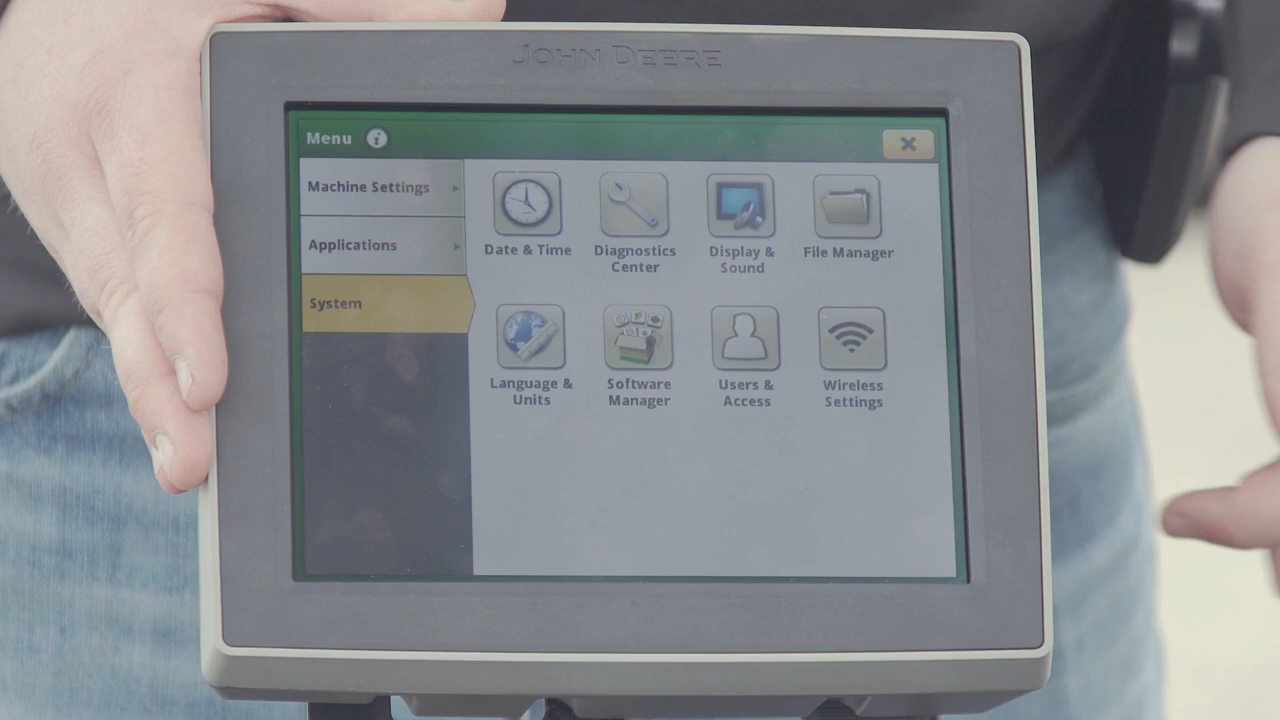 JOHN DEERE
Menu
Machine Settings
Applications
System
Date & Time
Diagnostics
Center
Display &
Sound
File Manager
Language &
Units
Software
Manager
Users &
Access
Wireless
Settings